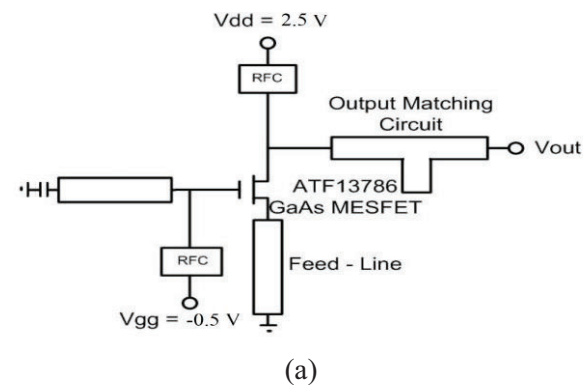 Vdd = 2.5 V
RFC
Output Matching
Circuit
Vout
ATF13786
GaAs MESFET
RFC
Feed - Line
Vgg = -0.5 V
(a)